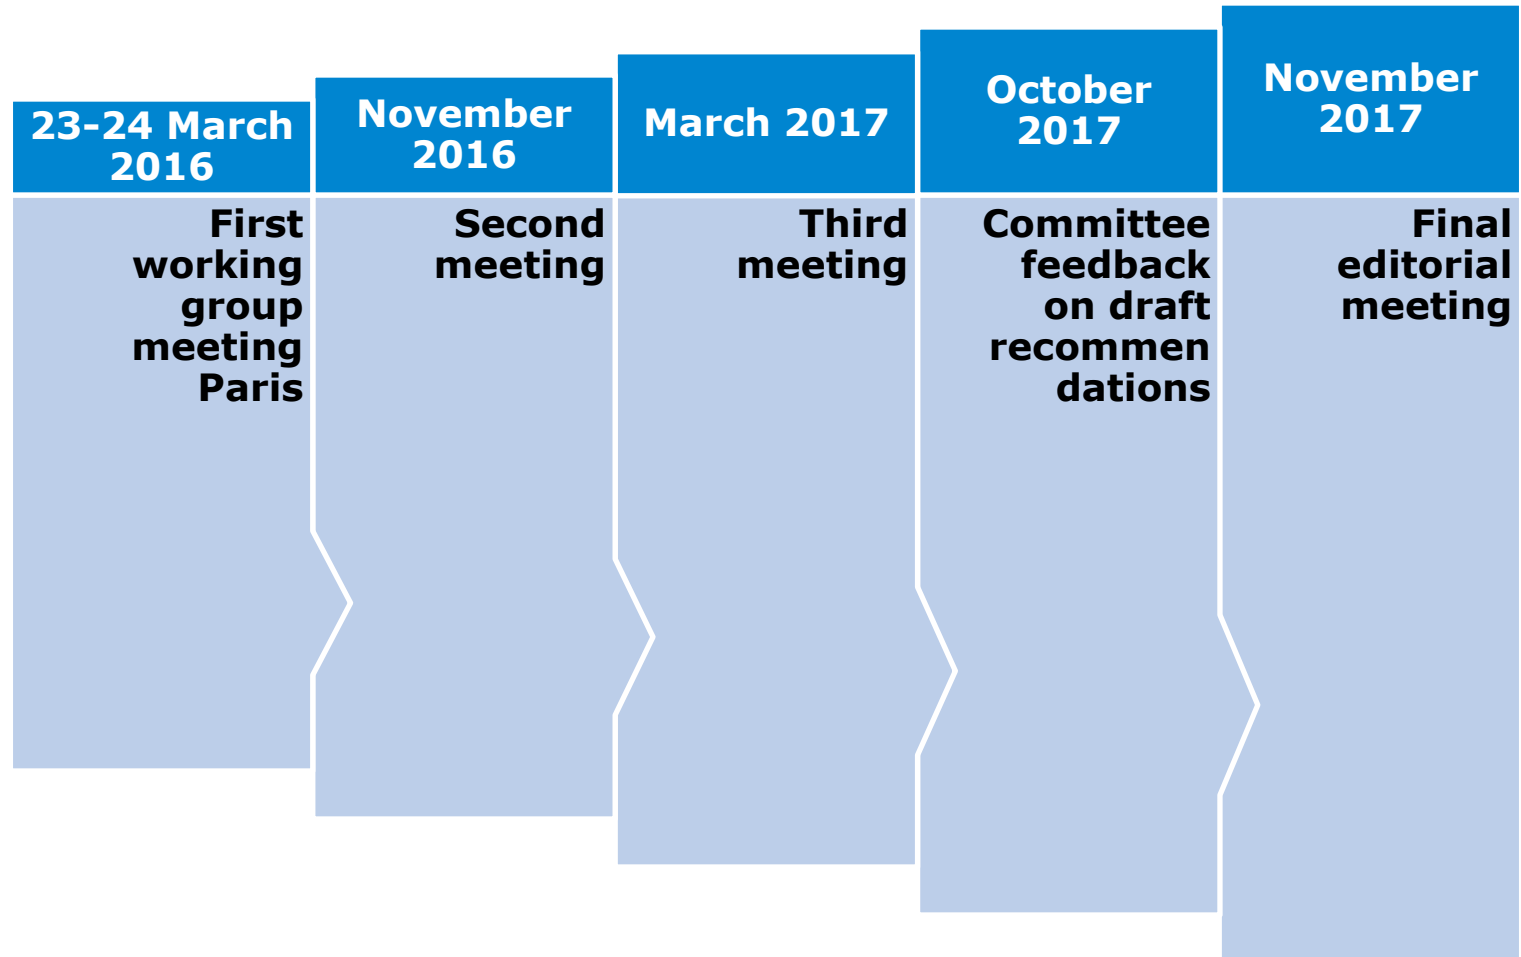 23-24 March
2016
First
working
group
meeting
Paris
November
2016
Second
meeting
March 2017
Third
meeting
October
2017
Committee
feedback
on draft
recommen
dations
November
2017
Final
editorial
meeting